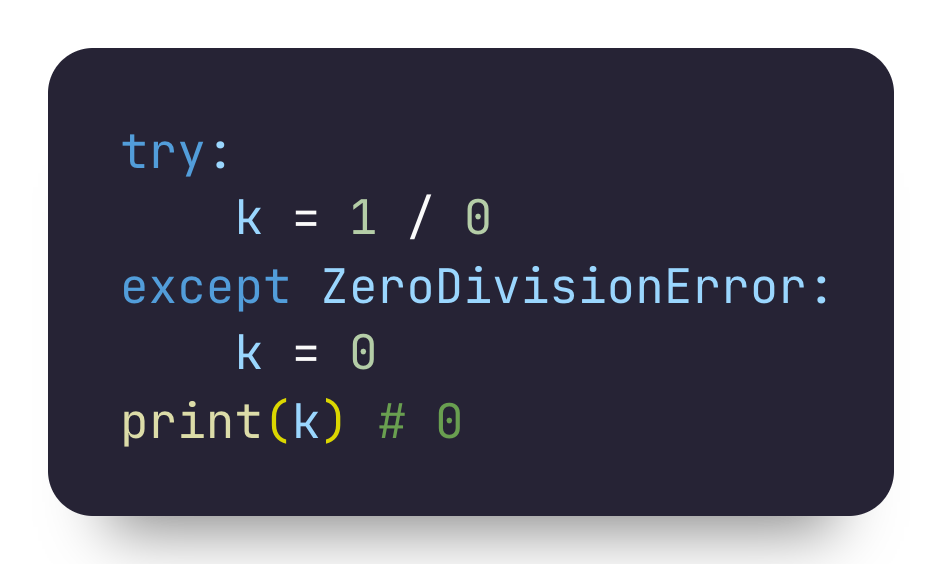 try:
    k = 1 / 0
except ZeroDivisionError:
    k = 0
print(k) # 0